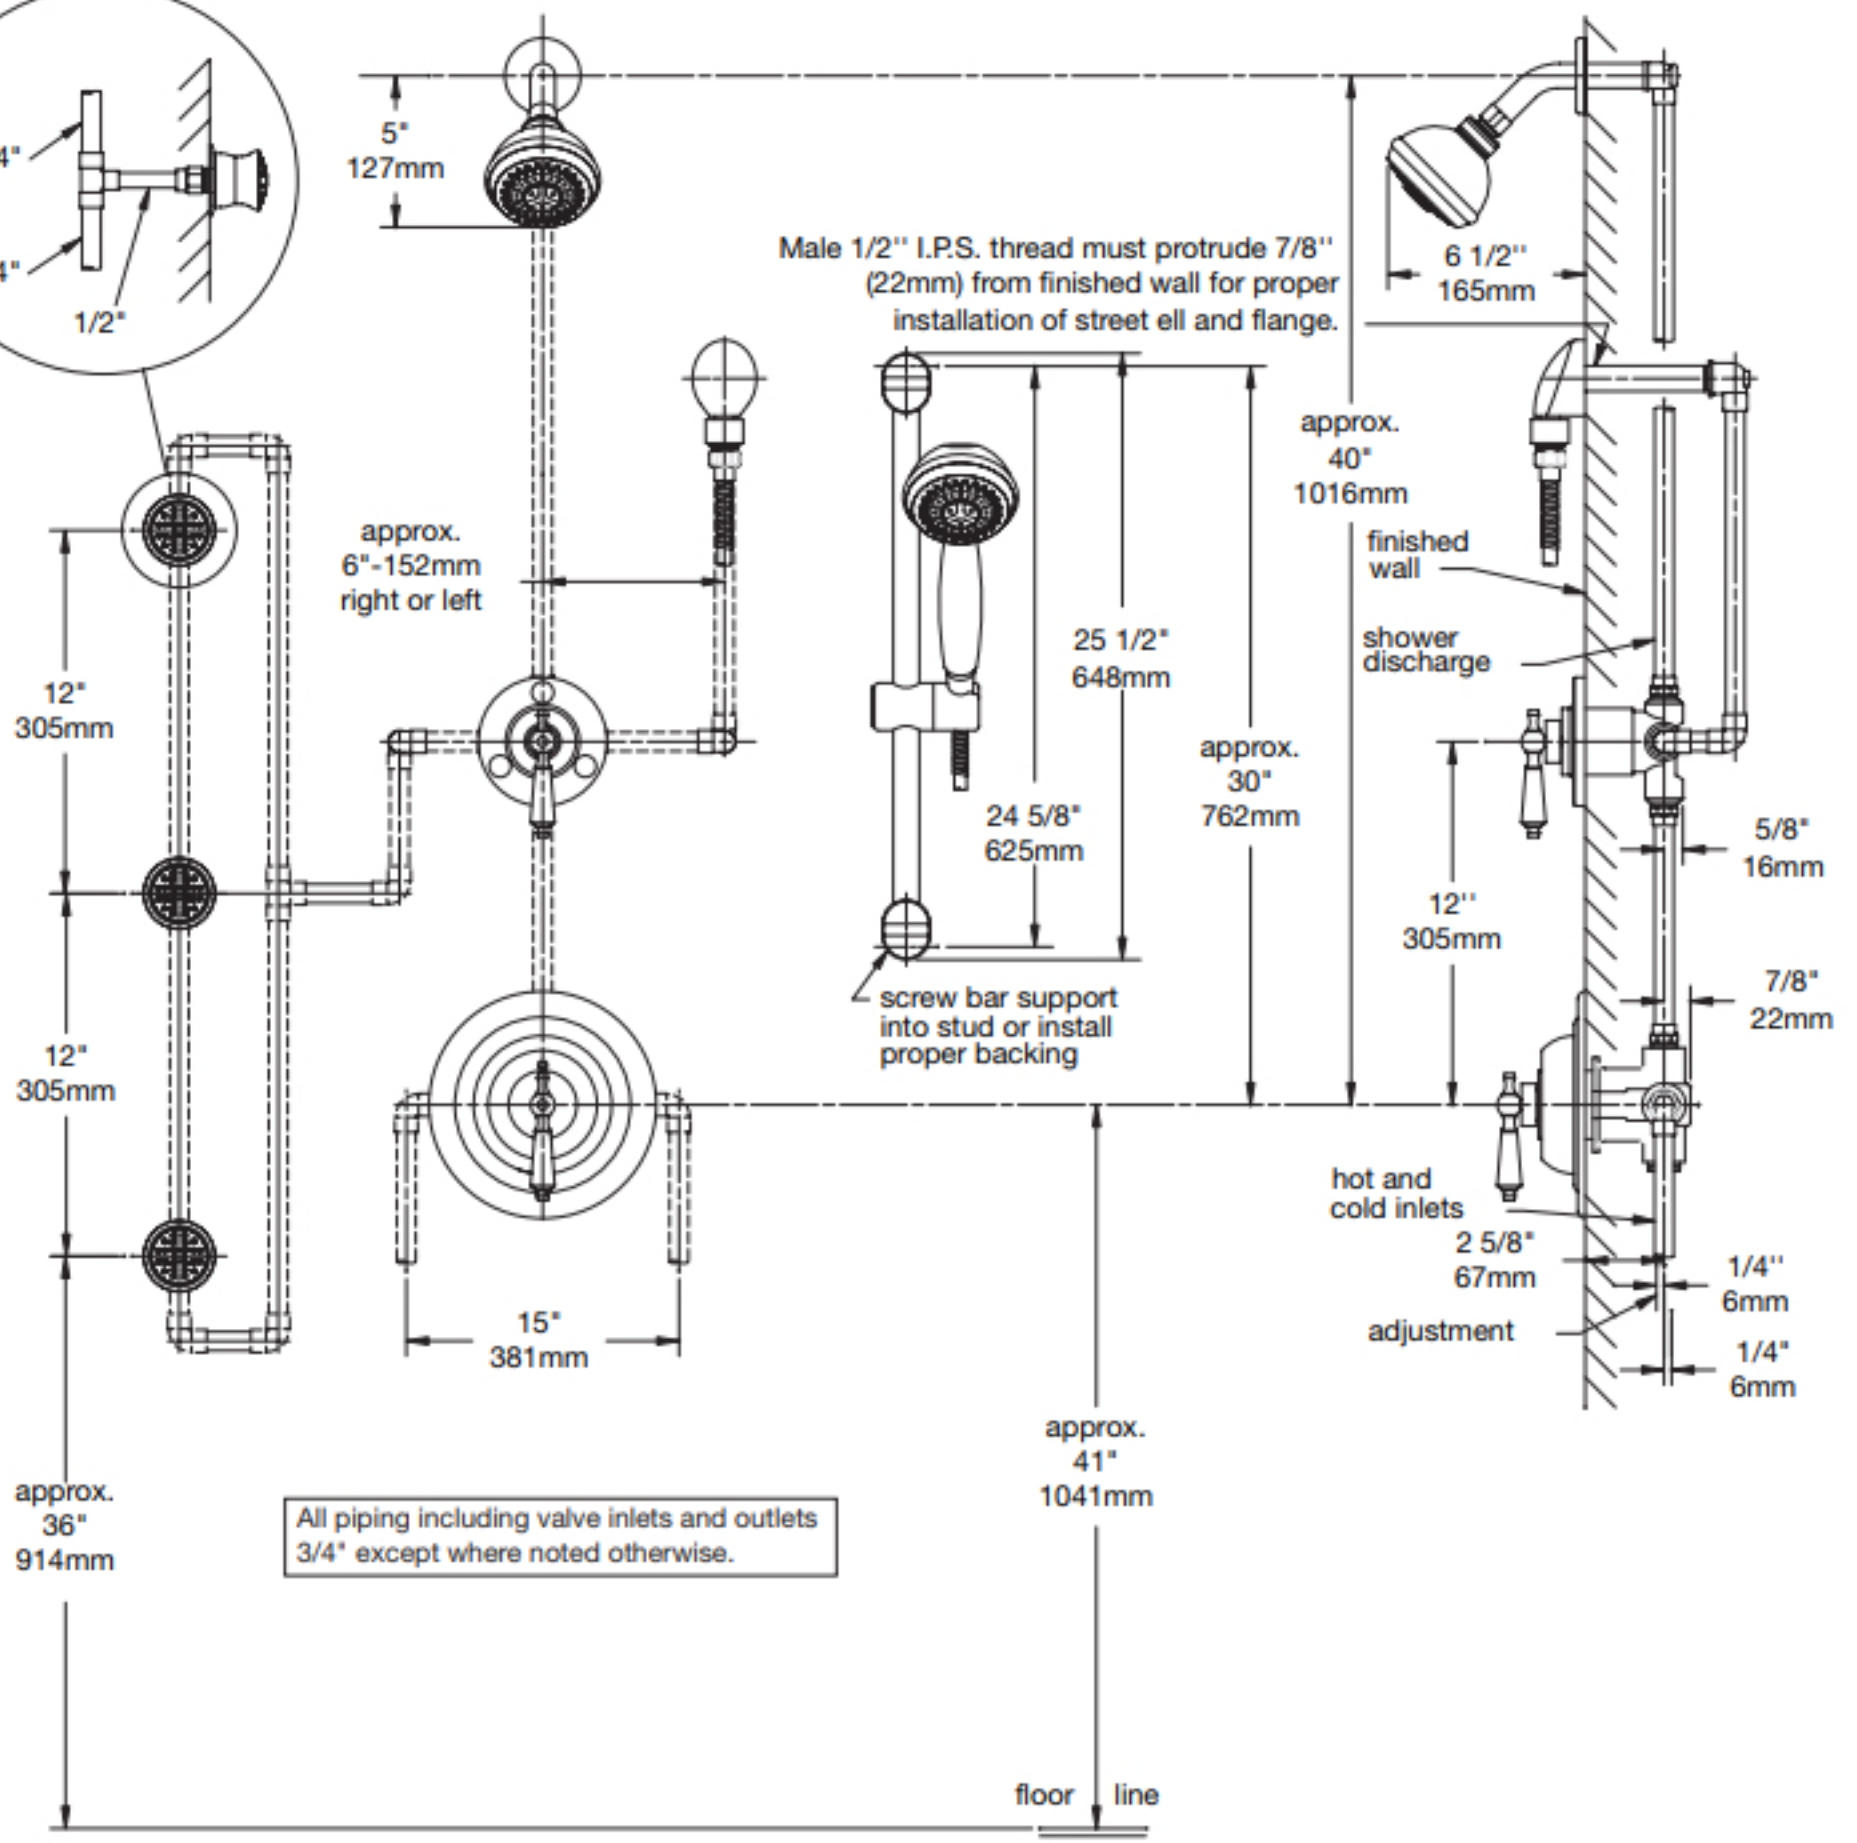 4"
4"
1/2"
5"
127mm
Male 1/2'' I.P.S. thread must protrude 7/8''
(22mm) from finished wall for proper
installation of street ell and flange.
6 1/2''
165mm
approx.
40"
1016mm
approx.
6"-152mm
right or left
finished
wall
shower
discharge
12"
305mm
25 1/2"
648mm
approx.
30"
762mm
24 5/8"
625mm
5/8"
16mm
12''
305mm
7/8"
22mm
screw bar support
into stud or install
proper backing
12"
305mm
hot and
cold inlets
2 5/8"
67mm
1/4''
6mm
adjustment
1/4"
6mm
15"
381mm
approx.
41"
1041mm
approx.
36"
914mm
All piping including valve inlets and outlets
3/4" except where noted otherwise.
floor line